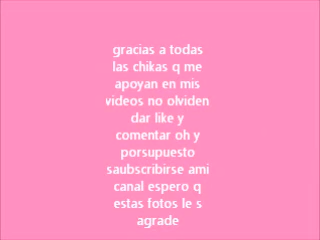 gracias a todas
las chikas q me
apoyan en mis
videos no olviden
dar like y
comentar oh y
porsupuesto
saubscribirse ami
canal espero q
estas fotos le s
agrade